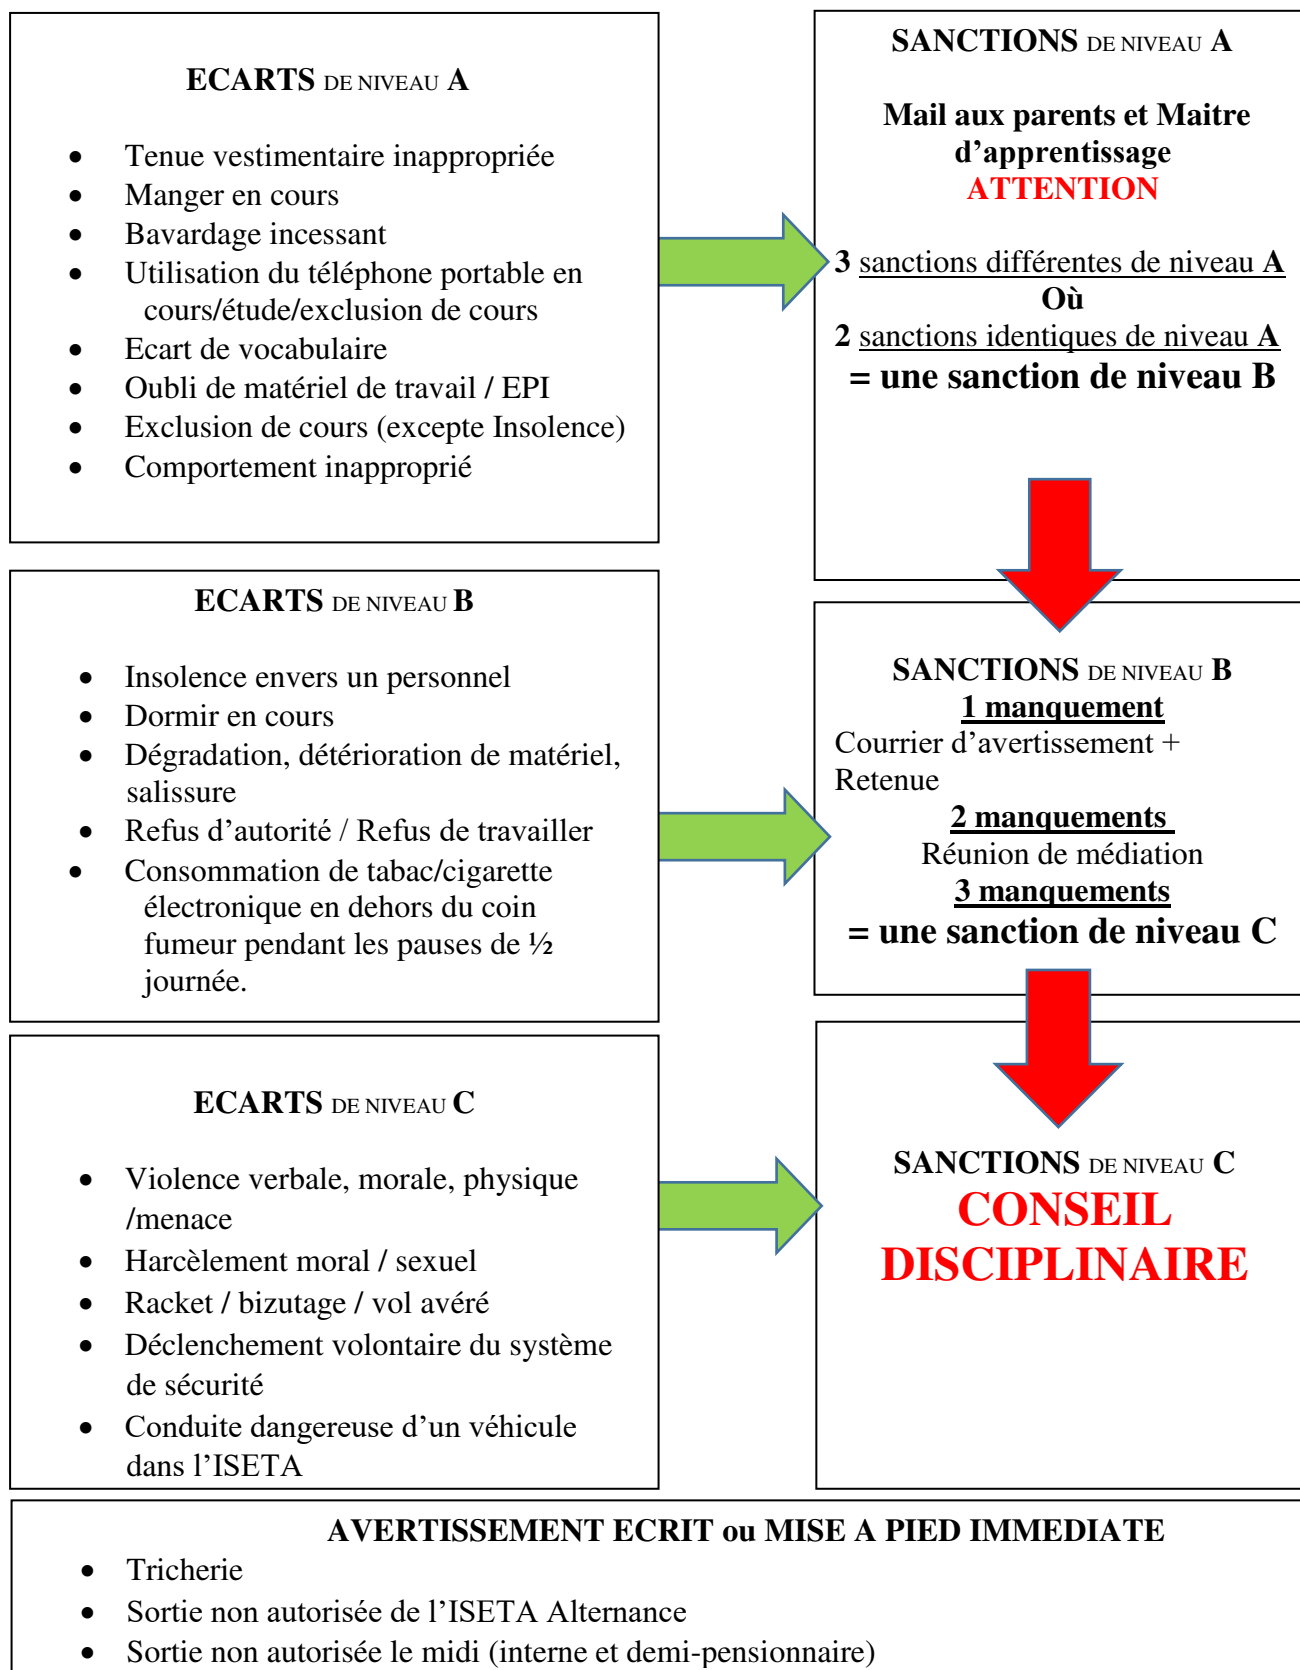 ECARTS DE NIVEAU A
• Tenue vestimentaire inappropriée
• Manger en cours
• Bavardage incessant
• Utilisation du téléphone portable en
cours/étude/exclusion de cours
• Ecart de vocabulaire
• Oubli de matériel de travail / EPI
• Exclusion de cours (excepte Insolence)
• Comportement inapproprié
SANCTIONS DE NIVEAU A
Mail aux parents et Maitre
d’apprentissage
ATTENTION
3 sanctions différentes de niveau A
Où
2 sanctions identiques de niveau A
= une sanction de niveau B
ECARTS DE NIVEAU B
• Insolence envers un personnel
• Dormir en cours
• Dégradation, détérioration de matériel,
salissure
• Refus d’autorité / Refus de travailler
• Consommation de tabac/cigarette
électronique en dehors du coin
fumeur pendant les pauses de ½
journée.
SANCTIONS DE NIVEAU B
1 manquement
Courrier d’avertissement +
Retenue
2 manquements
Réunion de médiation
3 manquements
= une sanction de niveau C
ECARTS DE NIVEAU C
• Violence verbale, morale, physique
/menace
• Harcèlement moral / sexuel
• Racket / bizutage / vol avéré
• Déclenchement volontaire du système
de sécurité
• Conduite dangereuse d’un véhicule
dans l’ISETA
SANCTIONS DE NIVEAU C
CONSEIL
DISCIPLINAIRE
AVERTISSEMENT ECRIT ou MISE A PIED IMMEDIATE
• Tricherie
• Sortie non autorisée de l’ISETA Alternance
• Sortie non autorisée le midi (interne et demi-pensionnaire)